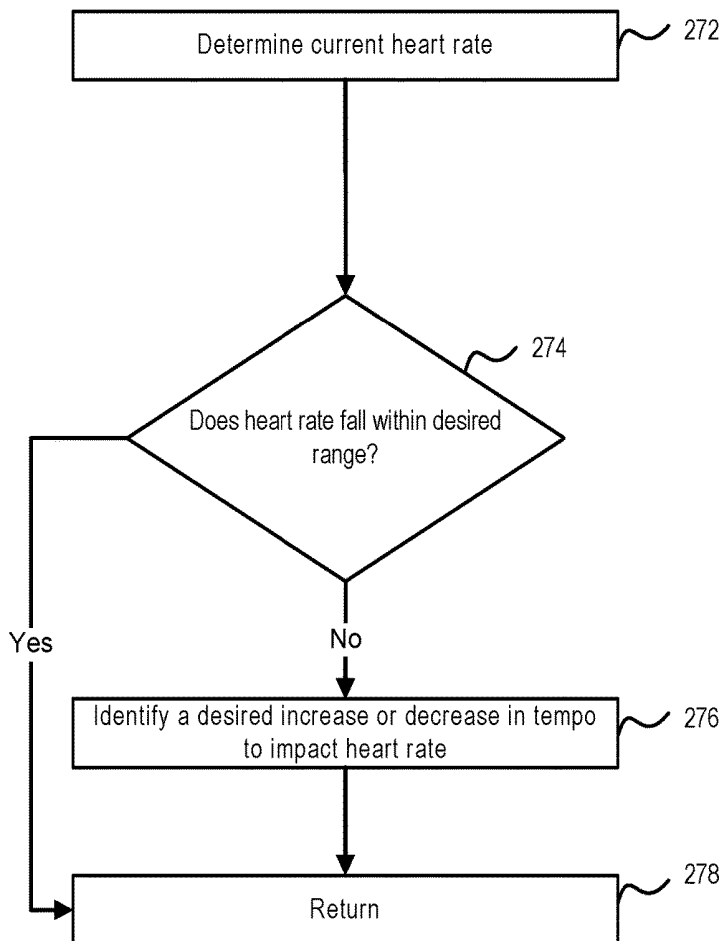 Determine current heart rate
272
274
Does heart rate fall within desired
range?
Yes
No
Identify a desired increase or decrease in tempo
to impact heart rate
276
Return
278